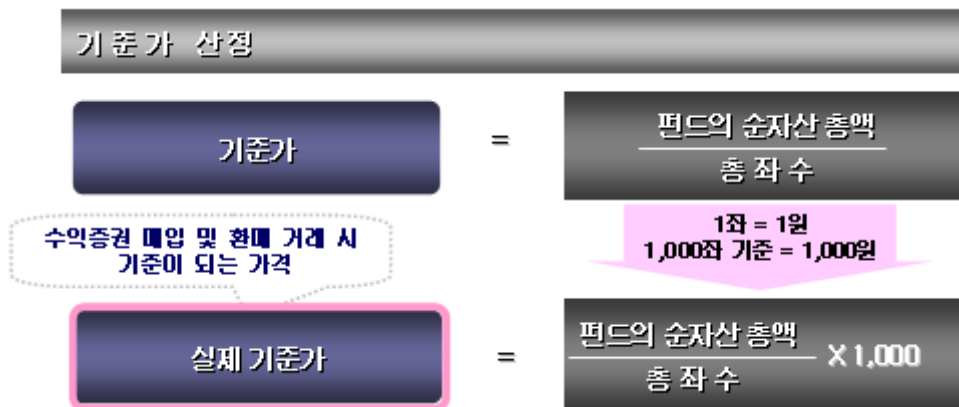 기준가 산정
기준가
=
펀드의 순자산 총액
총 좌 수
수익증권 매입 및 환매 거래 시
기준이 되는 가격
1좌 = 1원
1,000좌 기준 = 1,000원
실제 기준가
=
펀드의 순자산 총액
총 좌 수
X 1,000